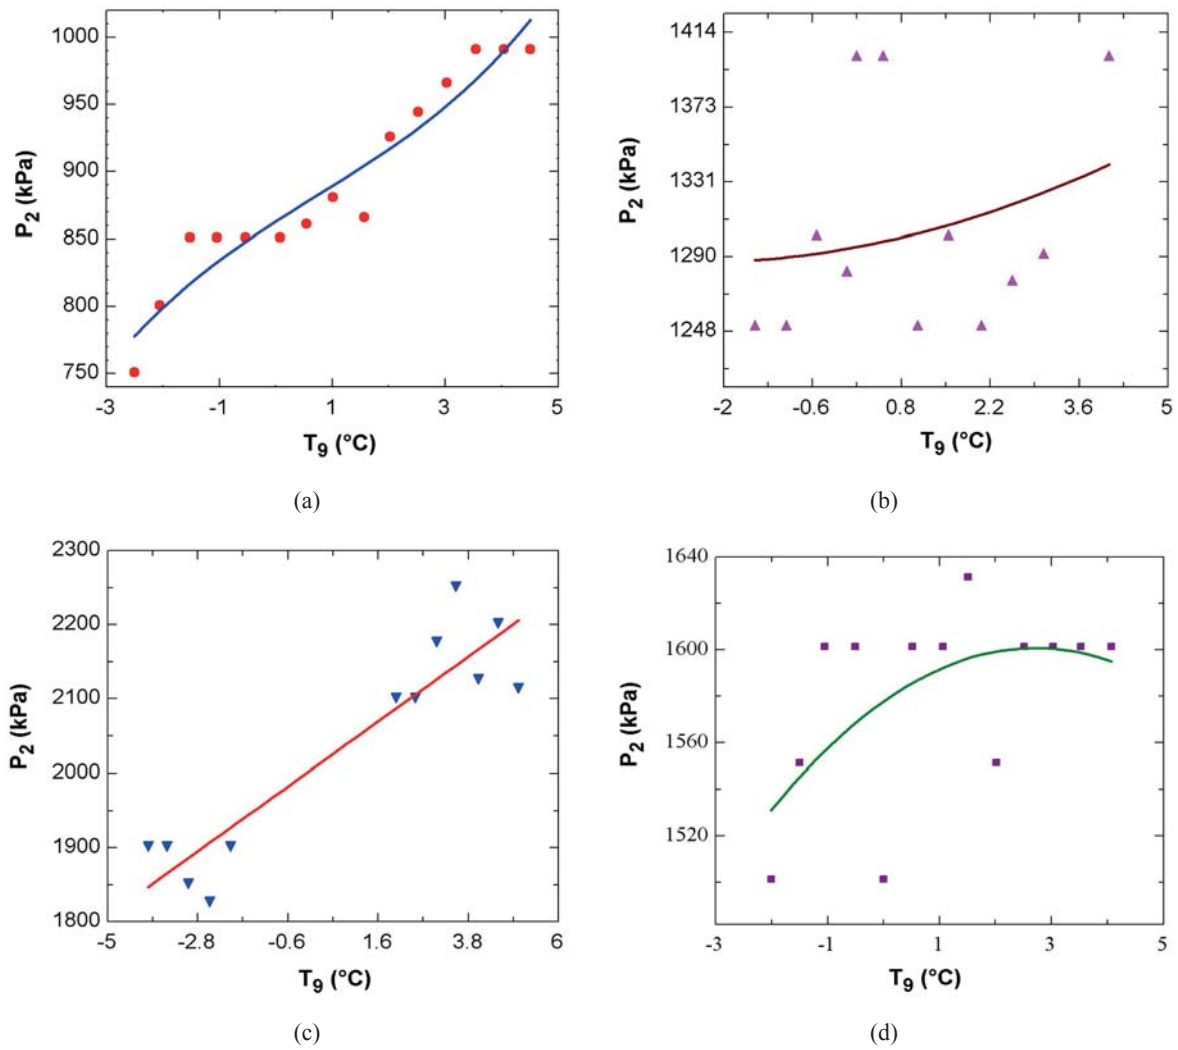 1000
950
900
850
800
750
P2 (kPa)
-3 -1 1 3 5
T9 (°C)
(a)
1414
1373
1331
1290
1248
P2 (kPa)
-2 -0.6 0.8 2.2 3.6 5
T9 (°C)
(b)
2300
2200
2100
2000
1900
1800
P2 (kPa)
-5 -2.8 -0.6 1.6 3.8 6
T9 (°C)
(c)
1640
1600
1560
1520
P2 (kPa)
-3 -1 1 3 5
T9 (°C)
(d)